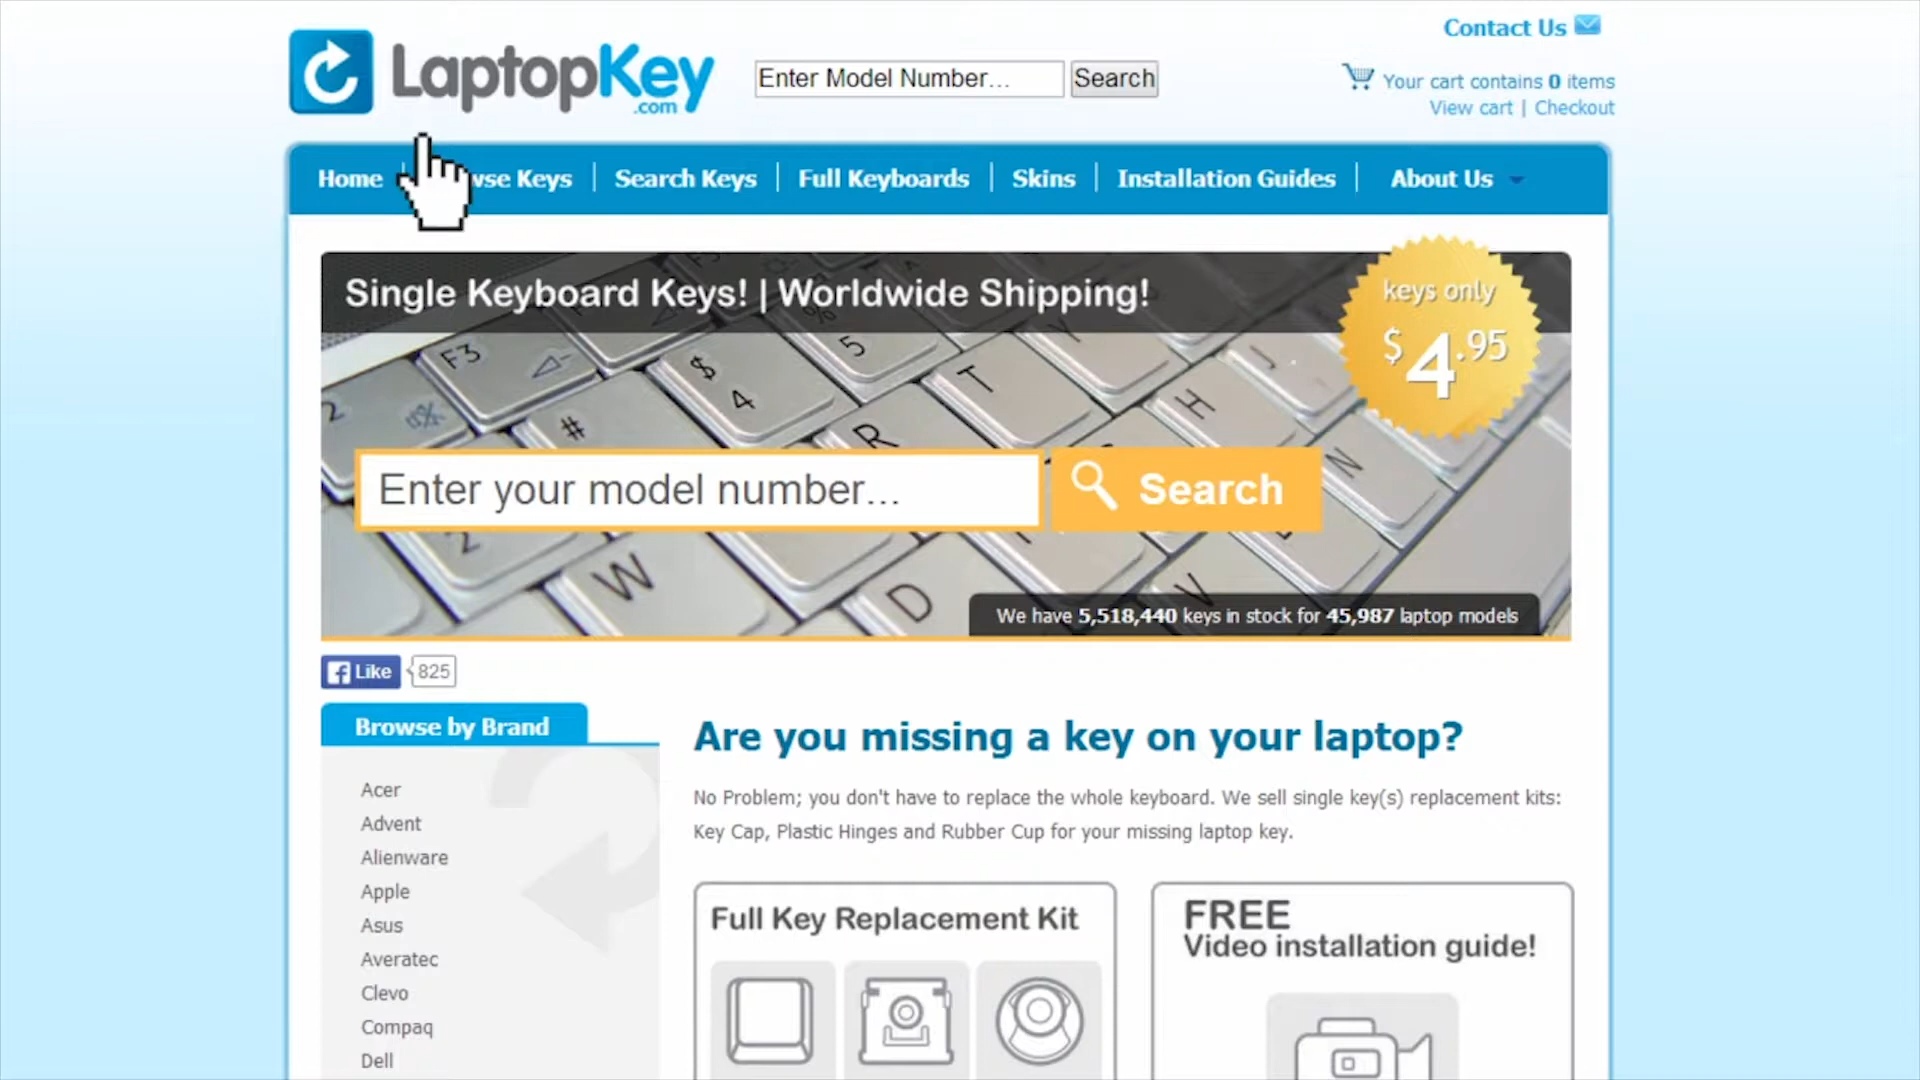 Contact Us
LaptopKey
.com
Enter Model Number...
Search
Your cart contains 0 items
View cart | Checkout
Home
wse Keys
Search Keys
Full Keyboards
Skins
Installation Guides
About Us
Single Keyboard Keys! | Worldwide Shipping!
keys only
$4.95
F3
5
$
4
T
J
H
#
R
N
Enter your model number...
Search
2
W
D
V
We have 5,518,440 keys in stock for 45,987 laptop models
Like
825
Browse by Brand
Acer
Advent
Alienware
Apple
Asus
Averatec
Clevo
Compaq
Dell
Are you missing a key on your laptop?
No Problem; you don't have to replace the whole keyboard. We sell single key(s) replacement kits:
Key Cap, Plastic Hinges and Rubber Cup for your missing laptop key.
Full Key Replacement Kit
FREE
Video installation guide!